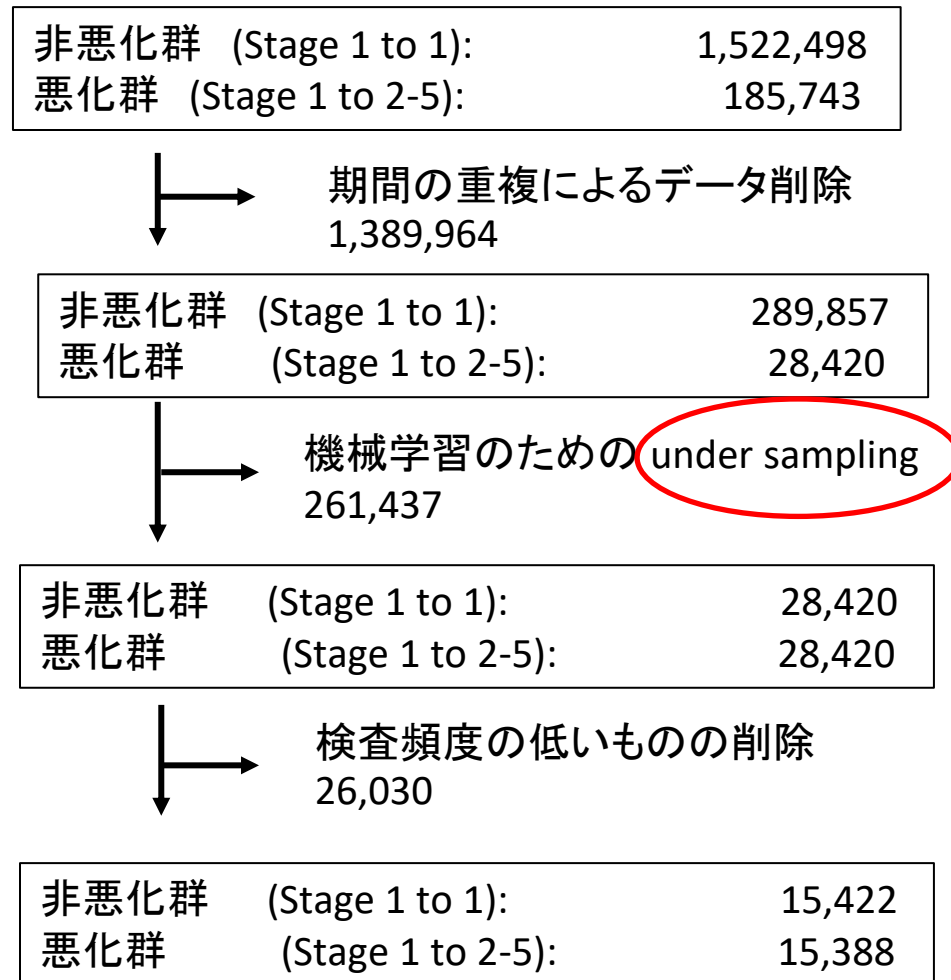 非悪化群 (Stage 1 to 1): 1,522,498
悪化群 (Stage 1 to 2-5): 185,743
期間の重複によるデータ削除
1,389,964
非悪化群 (Stage 1 to 1): 289,857
悪化群 (Stage 1 to 2-5): 28,420
機械学習のための under sampling
261,437
非悪化群 (Stage 1 to 1): 28,420
悪化群 (Stage 1 to 2-5): 28,420
検査頻度の低いものの削除
26,030
非悪化群 (Stage 1 to 1): 15,422
悪化群 (Stage 1 to 2-5): 15,388